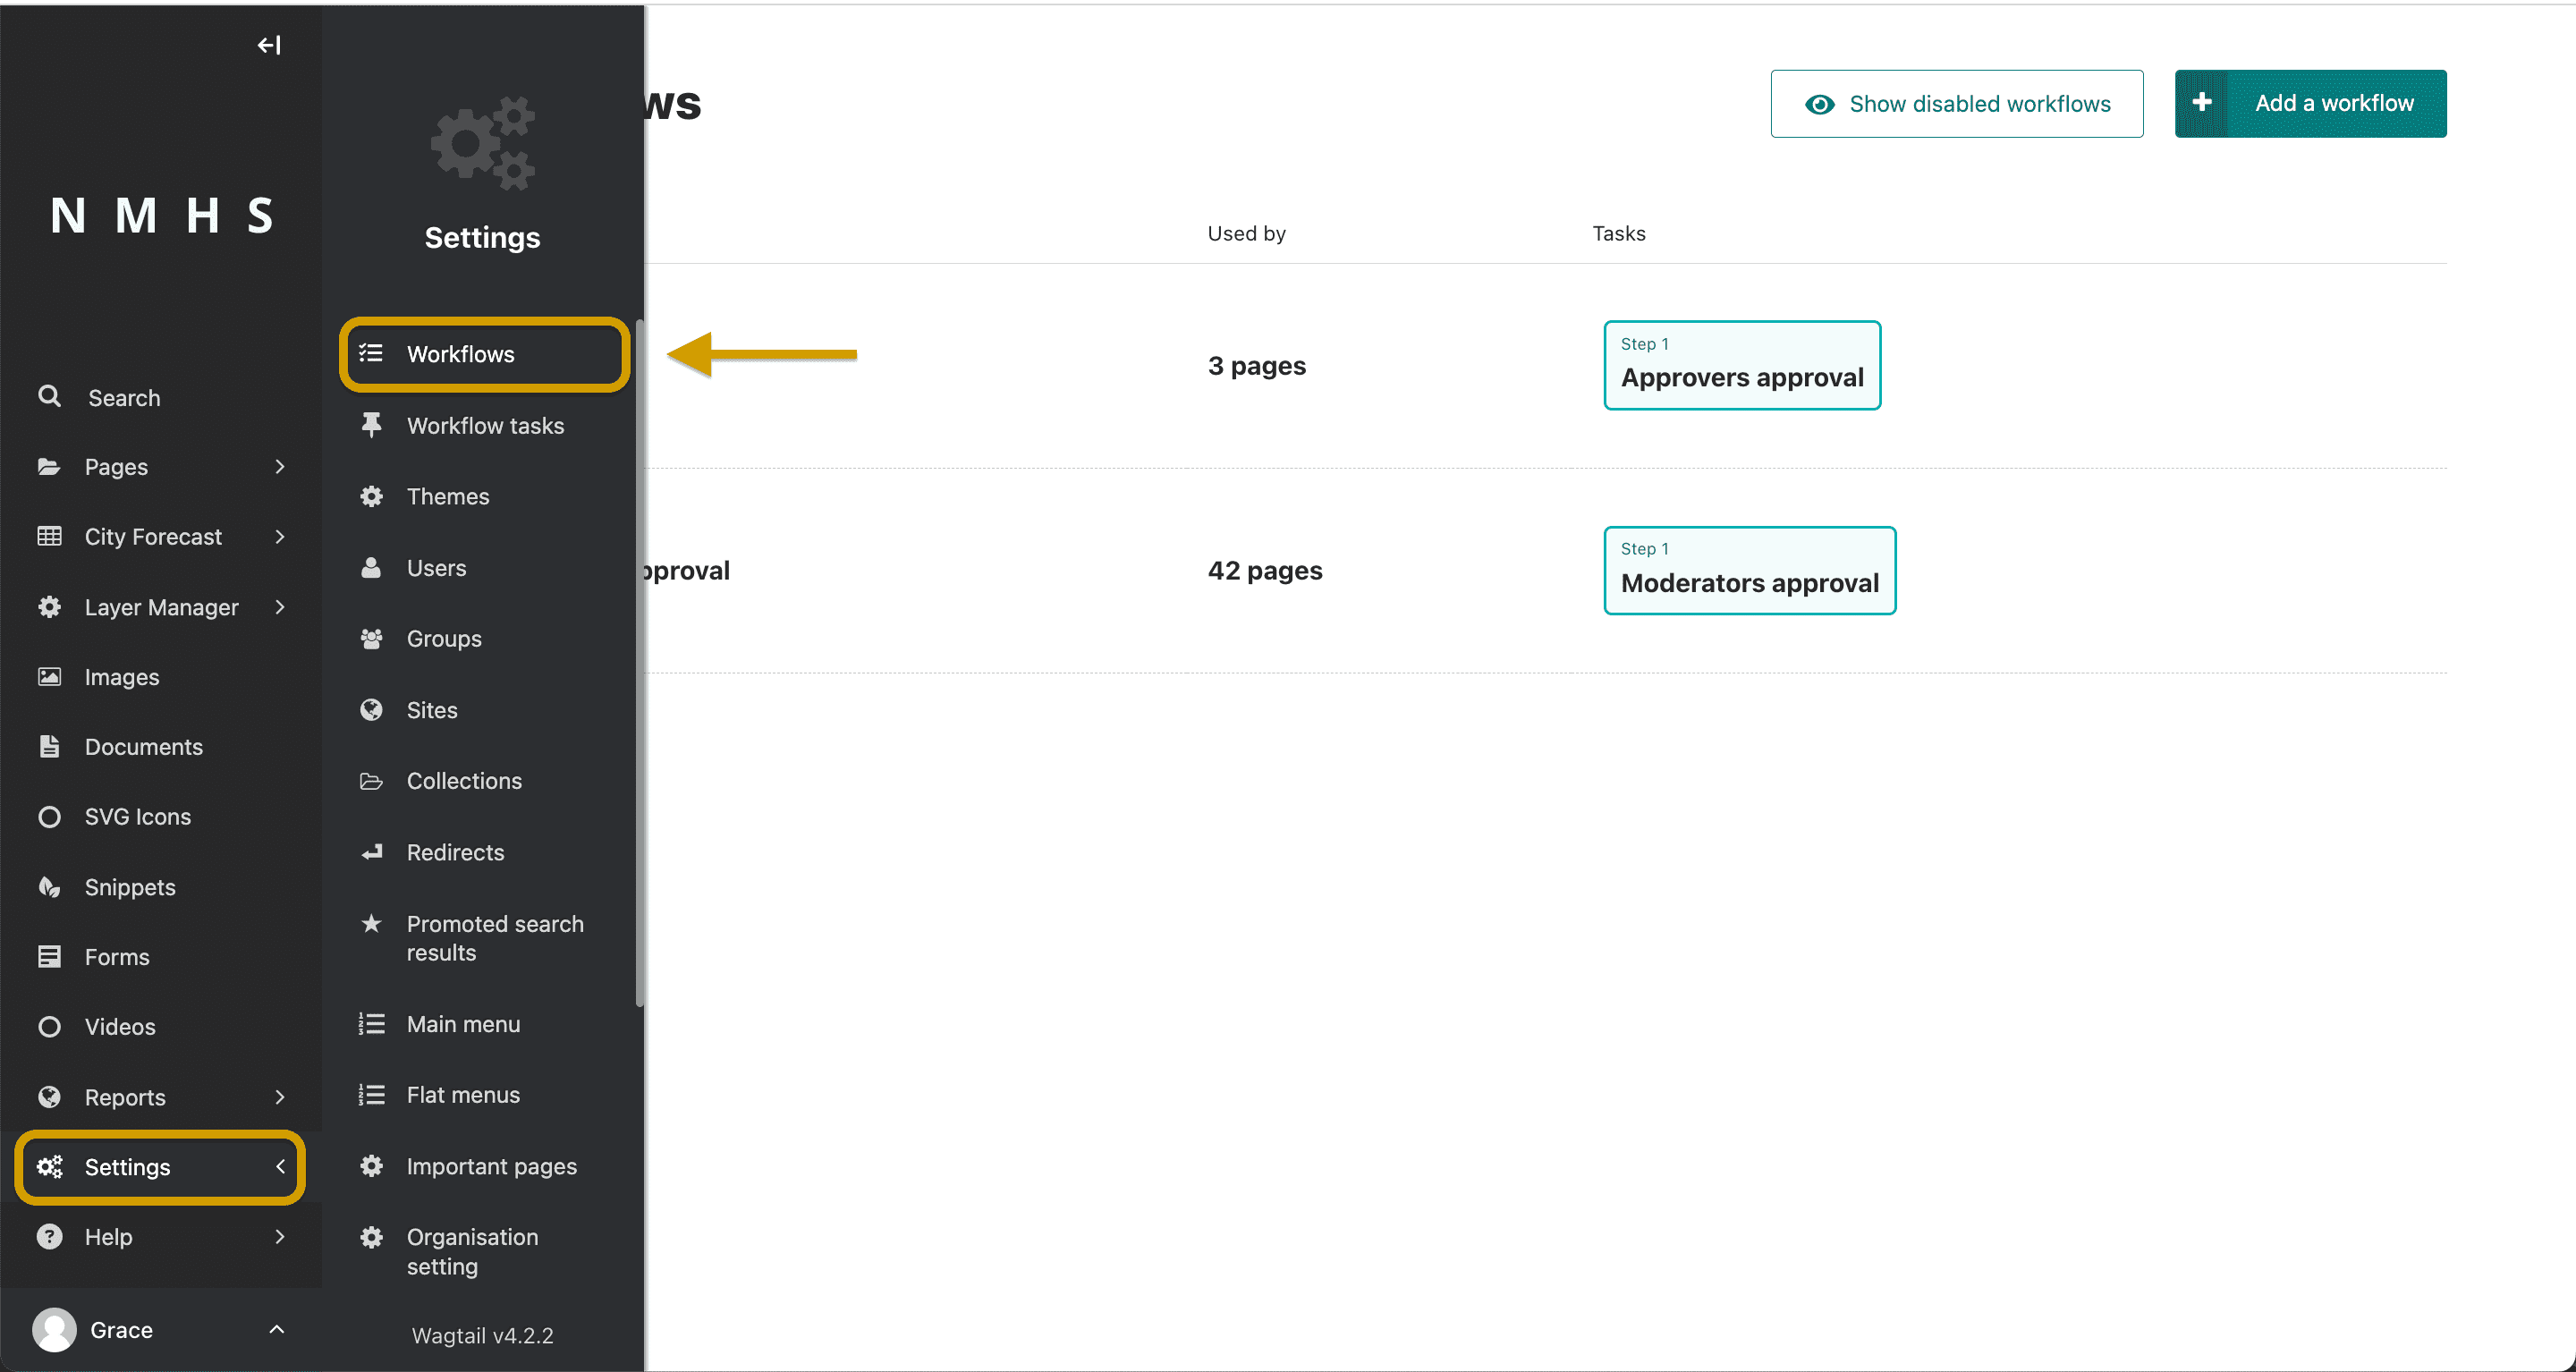 NMHS
Search
Pages
City Forecast
Layer Manager
Images
Documents
SVG Icons
Snippets
Forms
Videos
Reports
Settings
Help
Grace
Settings
Workflows
Workflow tasks
Themes
Users
Groups
Sites
Collections
Redirects
Promoted search
results
Main menu
Flat menus
Important pages
Organisation
setting
Wagtail v4.2.2
ws
Show disabled workflows
Add a workflow
Used by
Tasks
3 pages
Step 1
Approvers approval
pproval
42 pages
Step 1
Moderators approval